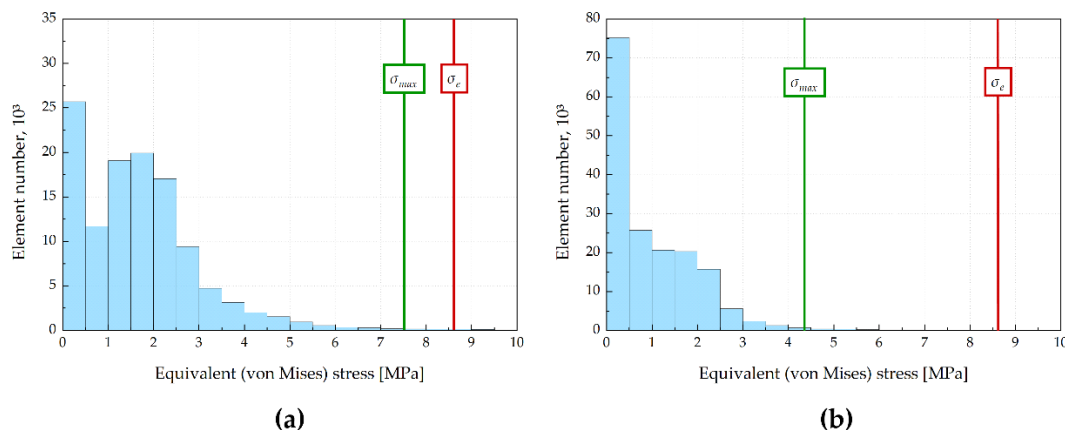 35
30
25
20
15
10
5
0
Element number, 10³
σmax
σe
0 1 2 3 4 5 6 7 8 9 10
Equivalent (von Mises) stress [MPa]
(a)
80
70
60
50
40
30
20
10
0
Element number, 10³
σmax
σe
0 1 2 3 4 5 6 7 8 9 10
Equivalent (von Mises) stress [MPa]
(b)